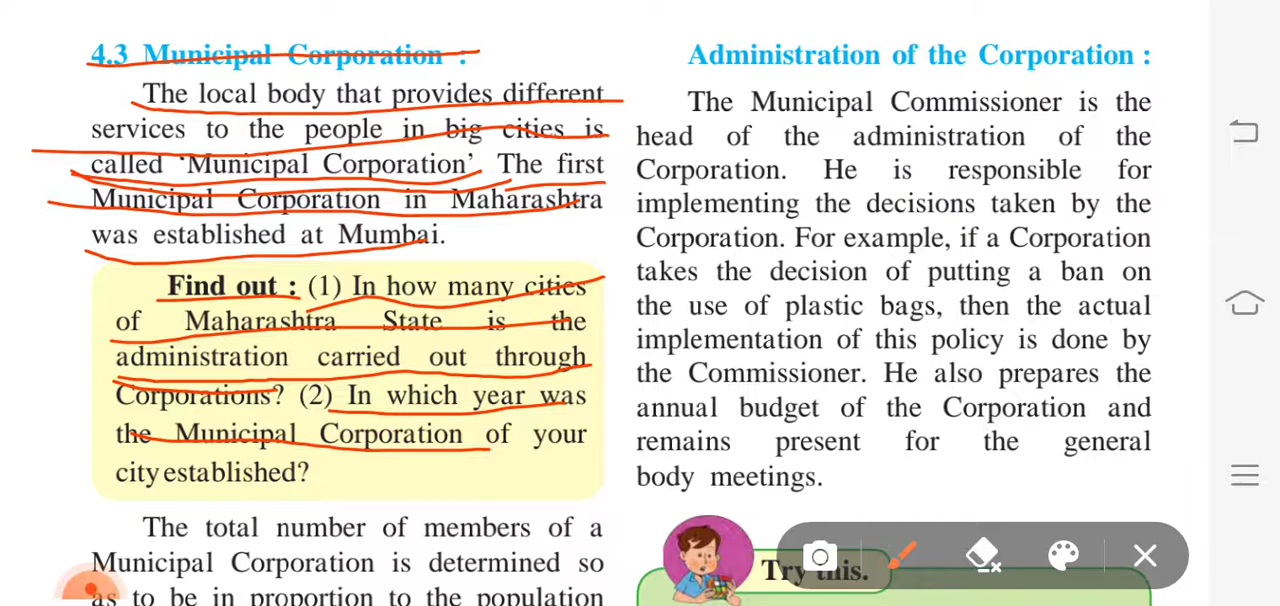 4.3 Municipal Corporation :
The local body that provides different
services to the people in big cities is
called 'Municipal Corporation'. The first
Municipal Corporation in Maharashtra
was established at Mumbai.
Find out : (1) In how many cities
of Maharashtra State is the
administration carried out through
Corporations? (2) In which year was
the Municipal Corporation of your
city established?
The total number of members of a
Municipal Corporation is determined so
as to be in proportion to the population
Administration of the Corporation :
The Municipal Commissioner is the
head of the administration of the
Corporation. He is responsible for
implementing the decisions taken by the
Corporation. For example, if a Corporation
takes the decision of putting a ban on
the use of plastic bags, then the actual
implementation of this policy is done by
the Commissioner. He also prepares the
annual budget of the Corporation and
remains present for the general
body meetings.
Try this.